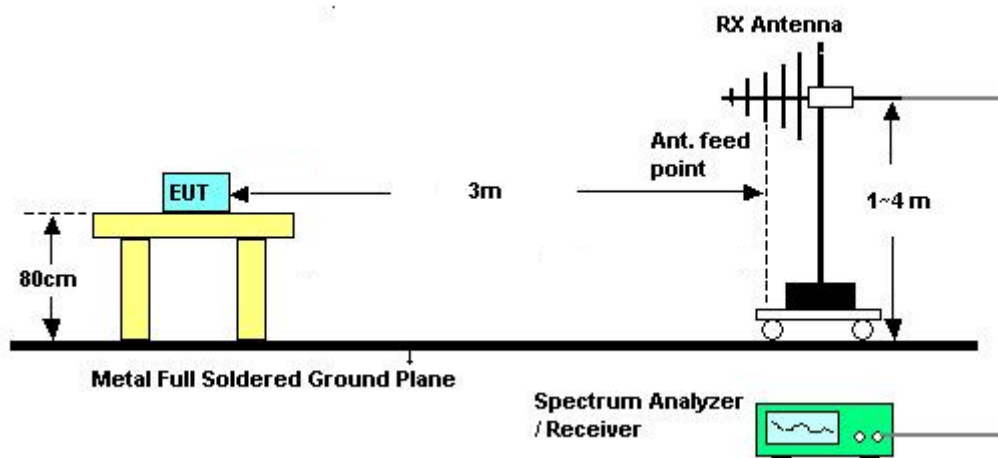 RX Antenna
Ant. feed
point
EUT
3m
1~4 m
80cm
Metal Full Soldered Ground Plane
Spectrum Analyzer
/ Receiver